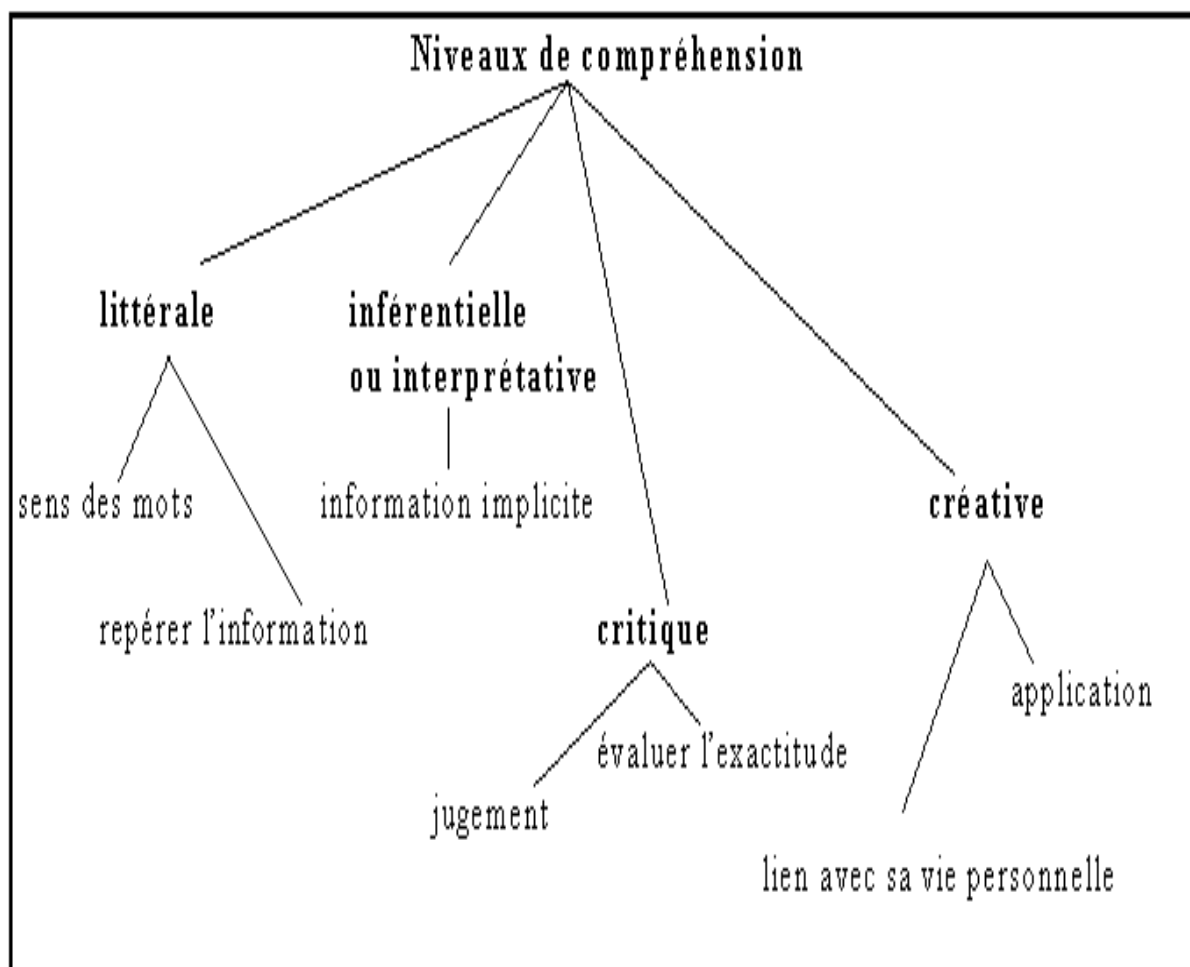 Niveaux de compréhension
littérale
inférentielle
ou interprétative
sens des mots
information implicite
créative
repérer l'information
critique
application
évaluer l'exactitude
jugement
lien avec sa vie personnelle